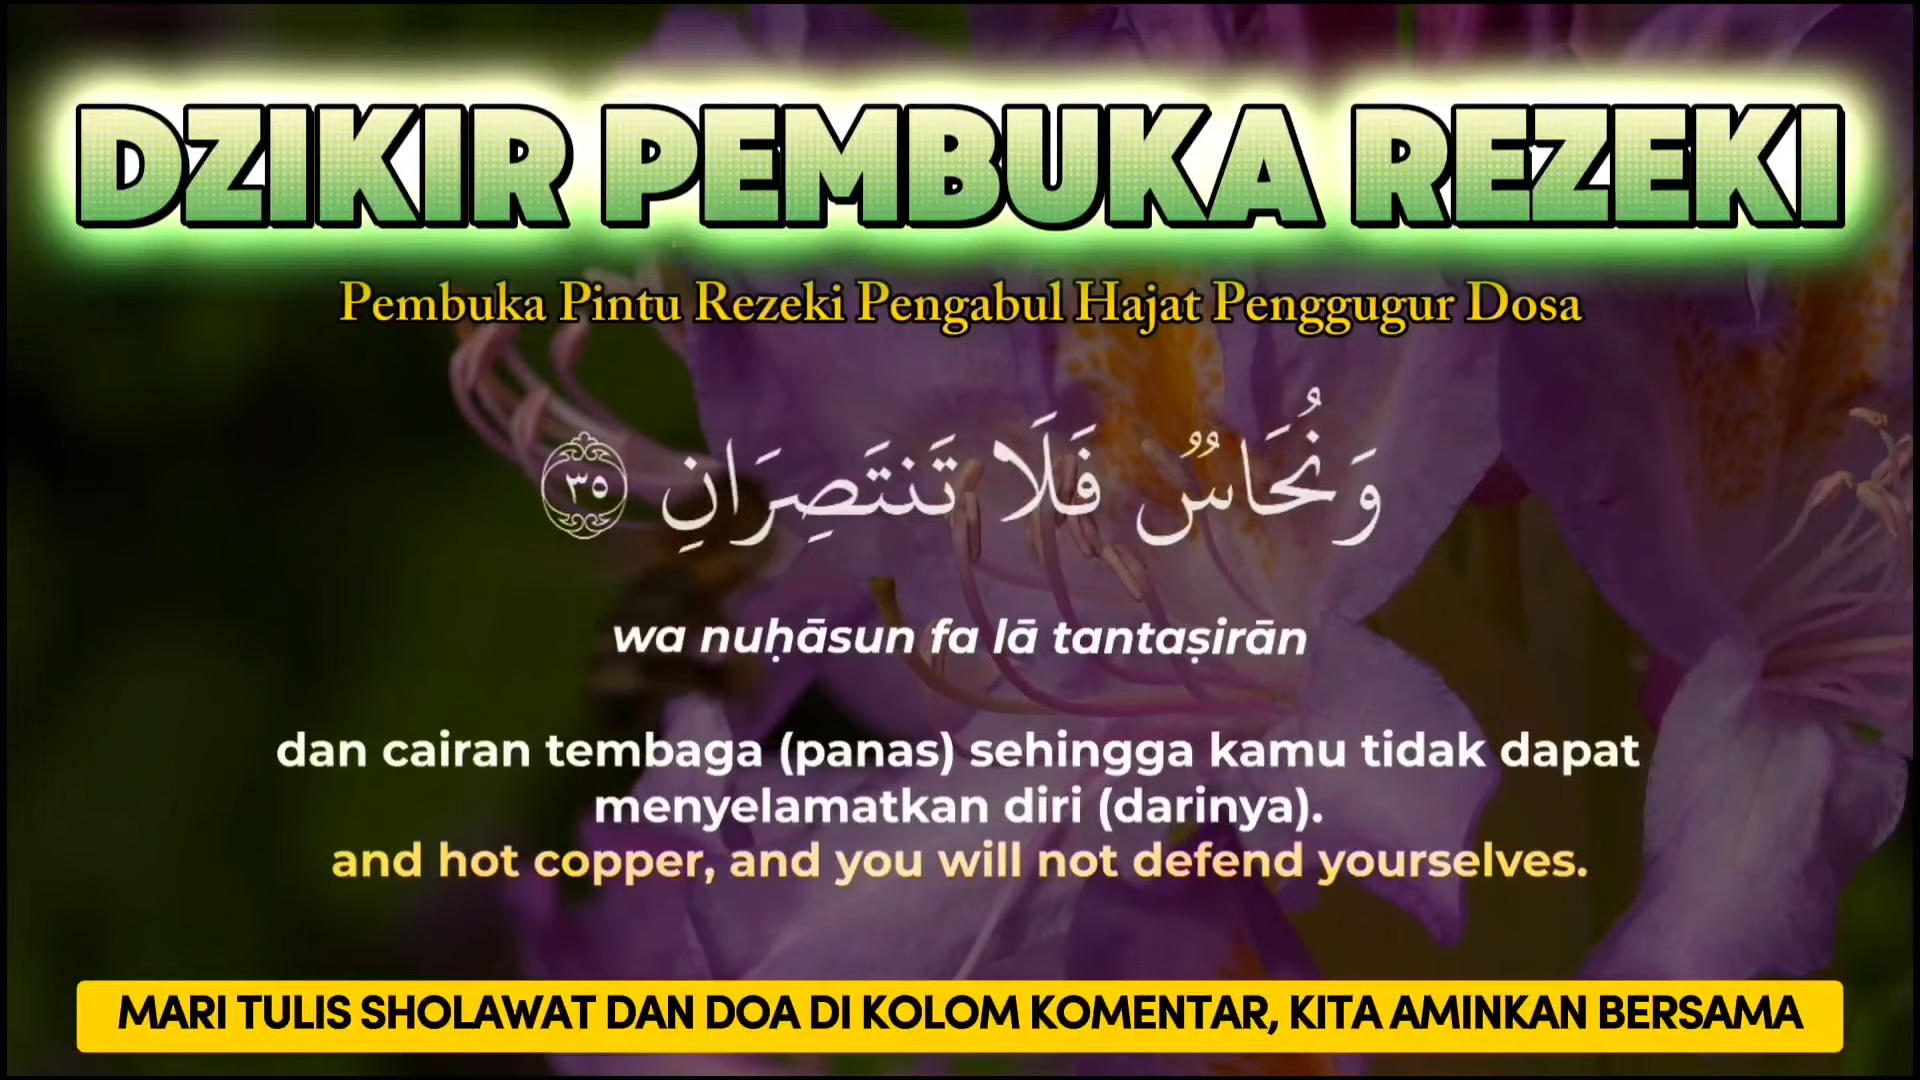 DZIKIR PEMBUKA REZEKI
Pembuka Pintu Rezeki Pengabul Hajat Penggugur Dosa
وَنُحَاسٌ فَلَا تَنتَصِرَانِ ٣٥
wa nuḥāsun fa lā tantaṣirān
dan cairan tembaga (panas) sehingga kamu tidak dapat
menyelamatkan diri (darinya).
and hot copper, and you will not defend yourselves.
MARI TULIS SHOLAWAT DAN DOA DI KOLOM KOMENTAR, KITA AMINKAN BERSAMA